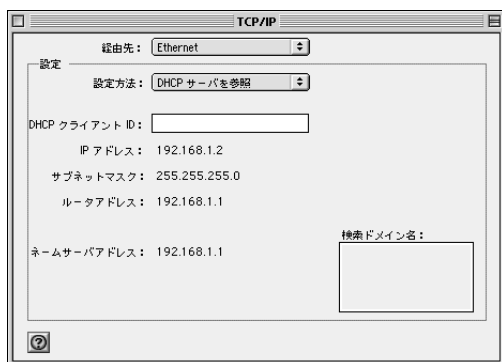 TCP/IP
経由先： Ethernet
設定
設定方法： DHCP サーバを参照
DHCP クライアント ID：
IP アドレス： 192.168.1.2
サブネットマスク： 255.255.255.0
ルータアドレス： 192.168.1.1
検索ドメイン名：
ネームサーバアドレス： 192.168.1.1